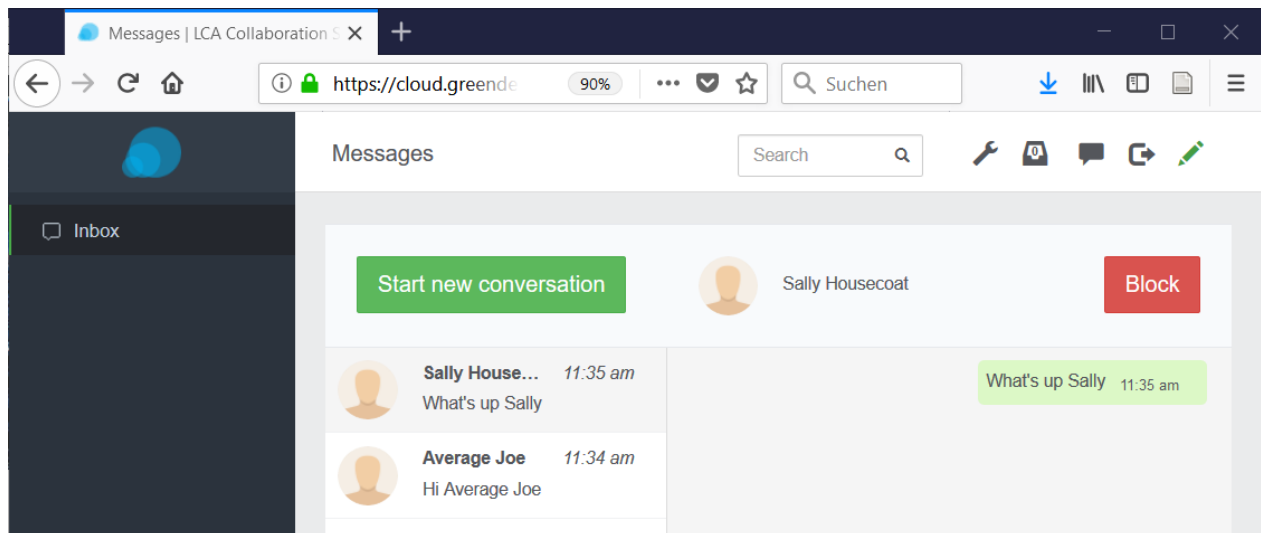 Messages | LCA Collaboration S
https://cloud.greende
90%
Suchen
Messages
Search
0
Inbox
Start new conversation
Sally Housecoat
Block
Sally House... 11:35 am
What's up Sally
What's up Sally 11:35 am
Average Joe 11:34 am
Hi Average Joe